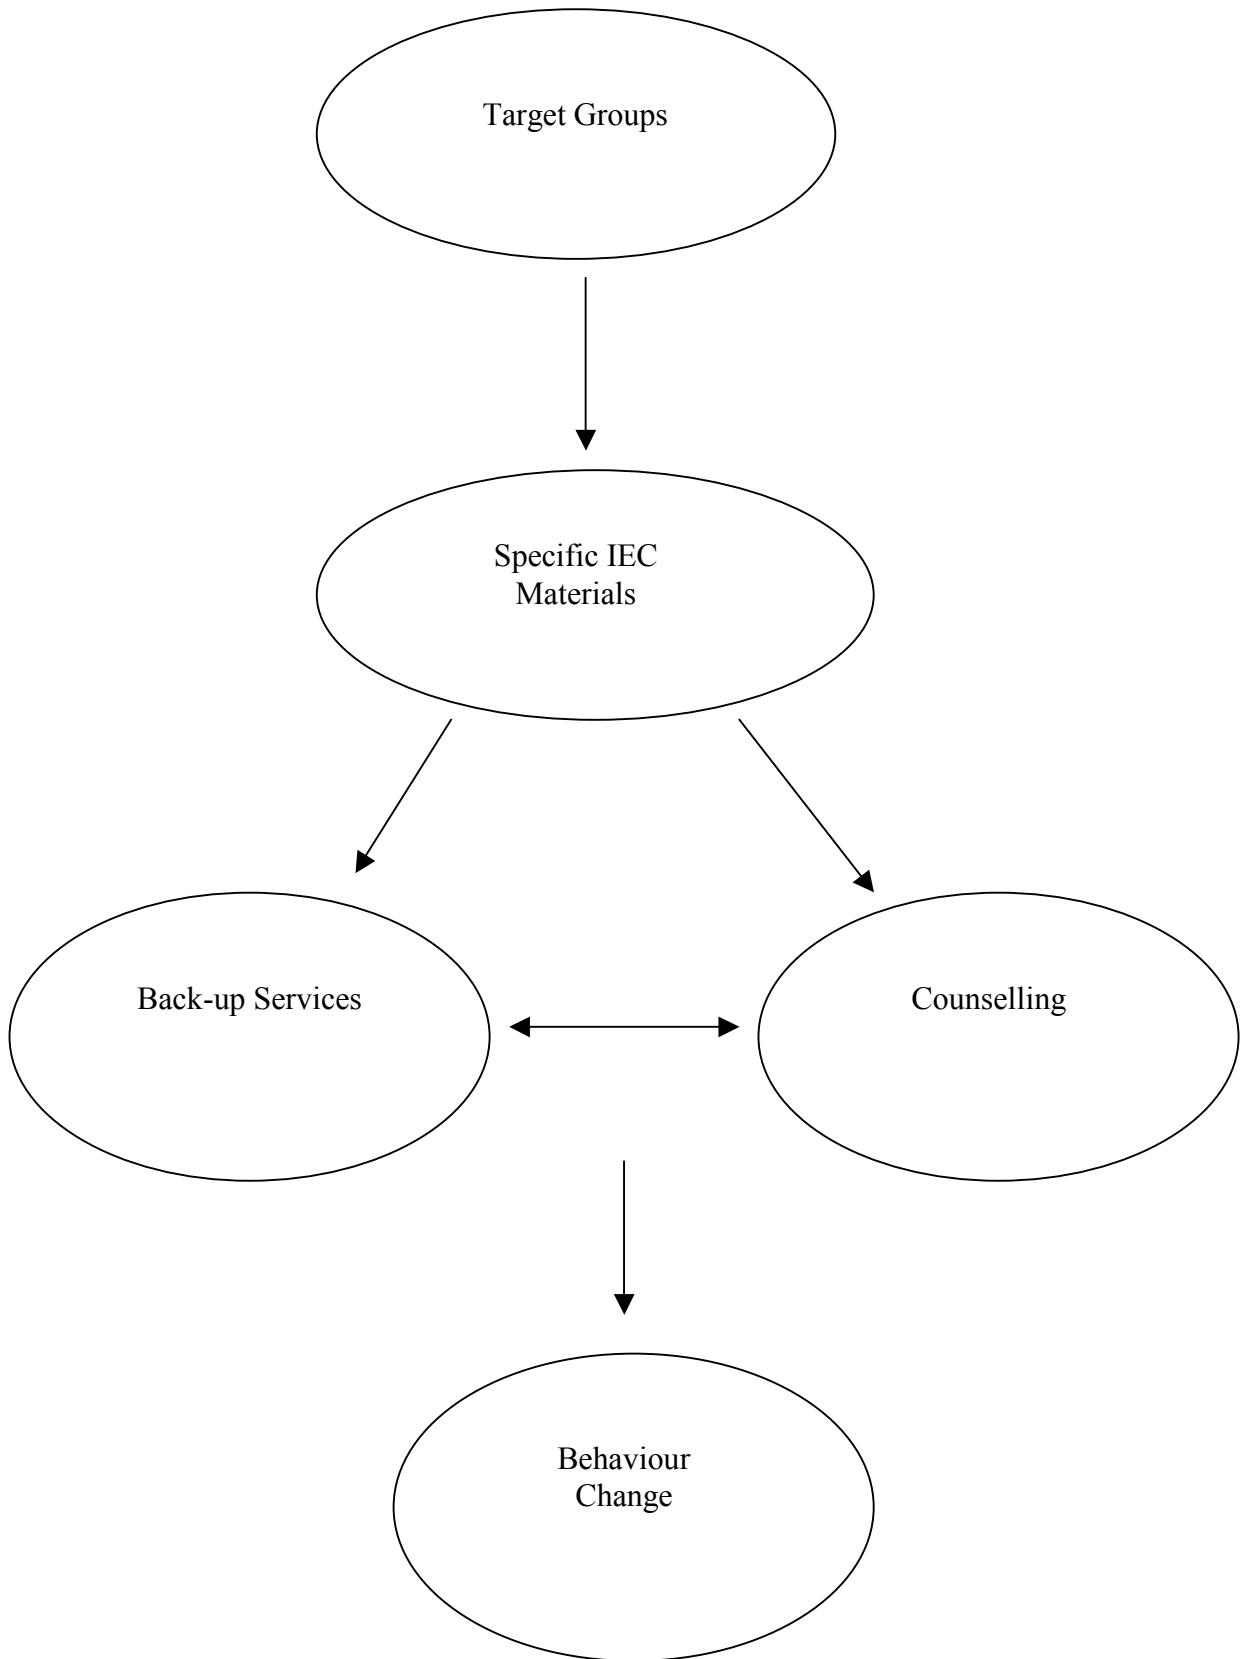 Target Groups
Specific IEC
Materials
Back-up Services
Counselling
Behaviour
Change